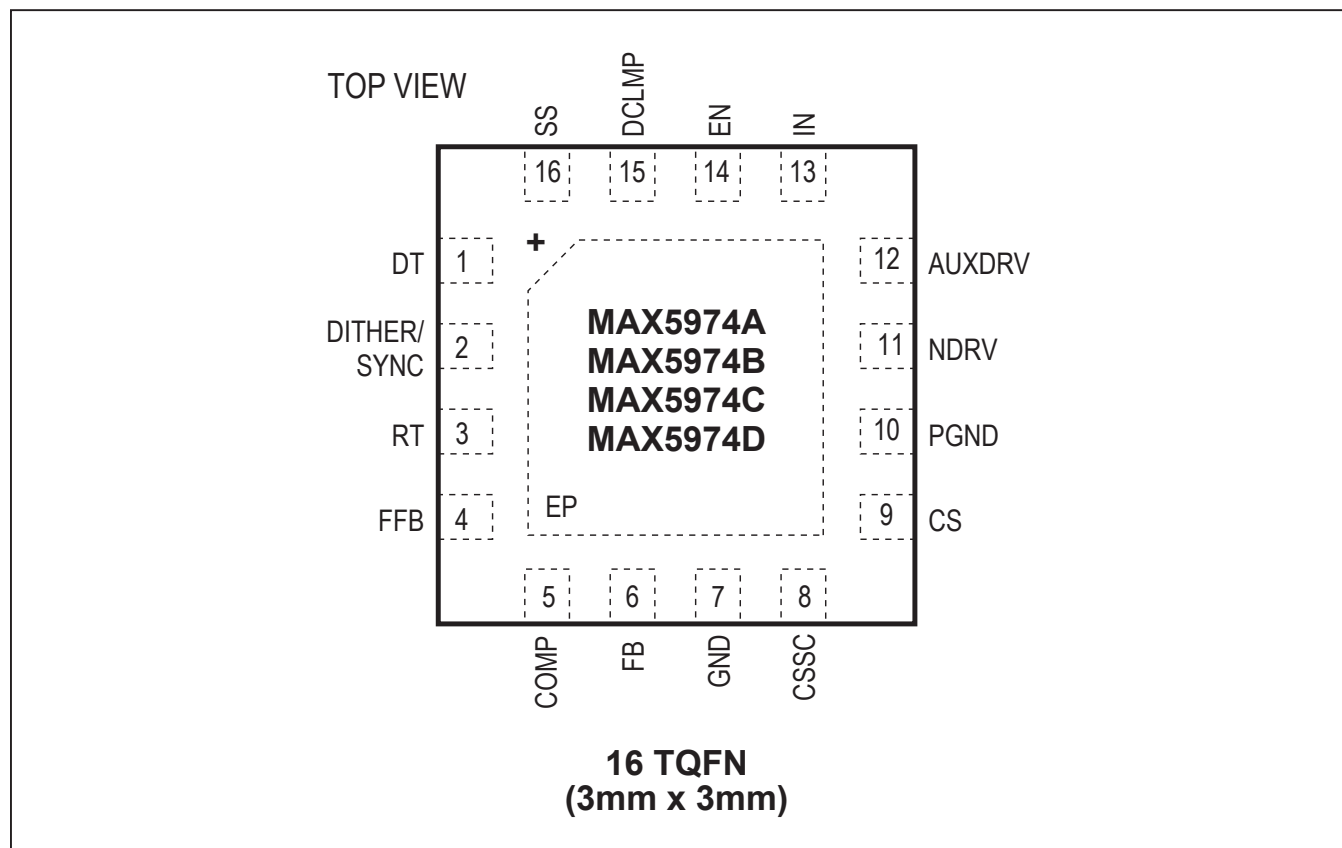 TOP VIEW
SS
DCLMP
EN
IN
16
15
14
13
+
DT
1
12
AUXDRV
DITHER/
SYNC
2
11
NDRV
RT
3
10
PGND
FFB
4
9
CS
MAX5974A
MAX5974B
MAX5974C
MAX5974D
EP
5
6
7
8
COMP
FB
GND
CSSC
16 TQFN
(3mm x 3mm)